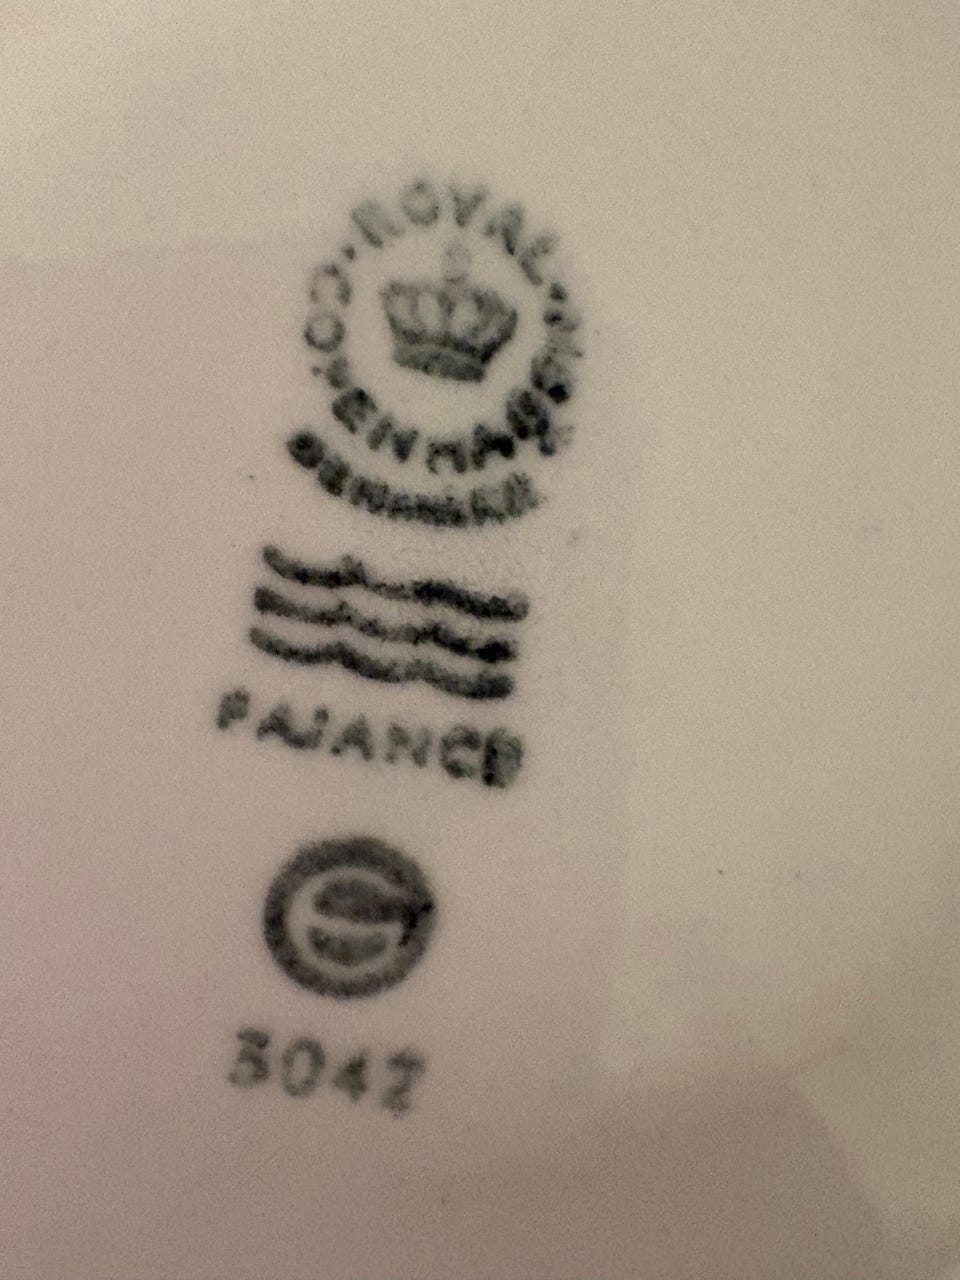 ROYAL
COPENHAGEN
DENMARK
FAJANCE
3042